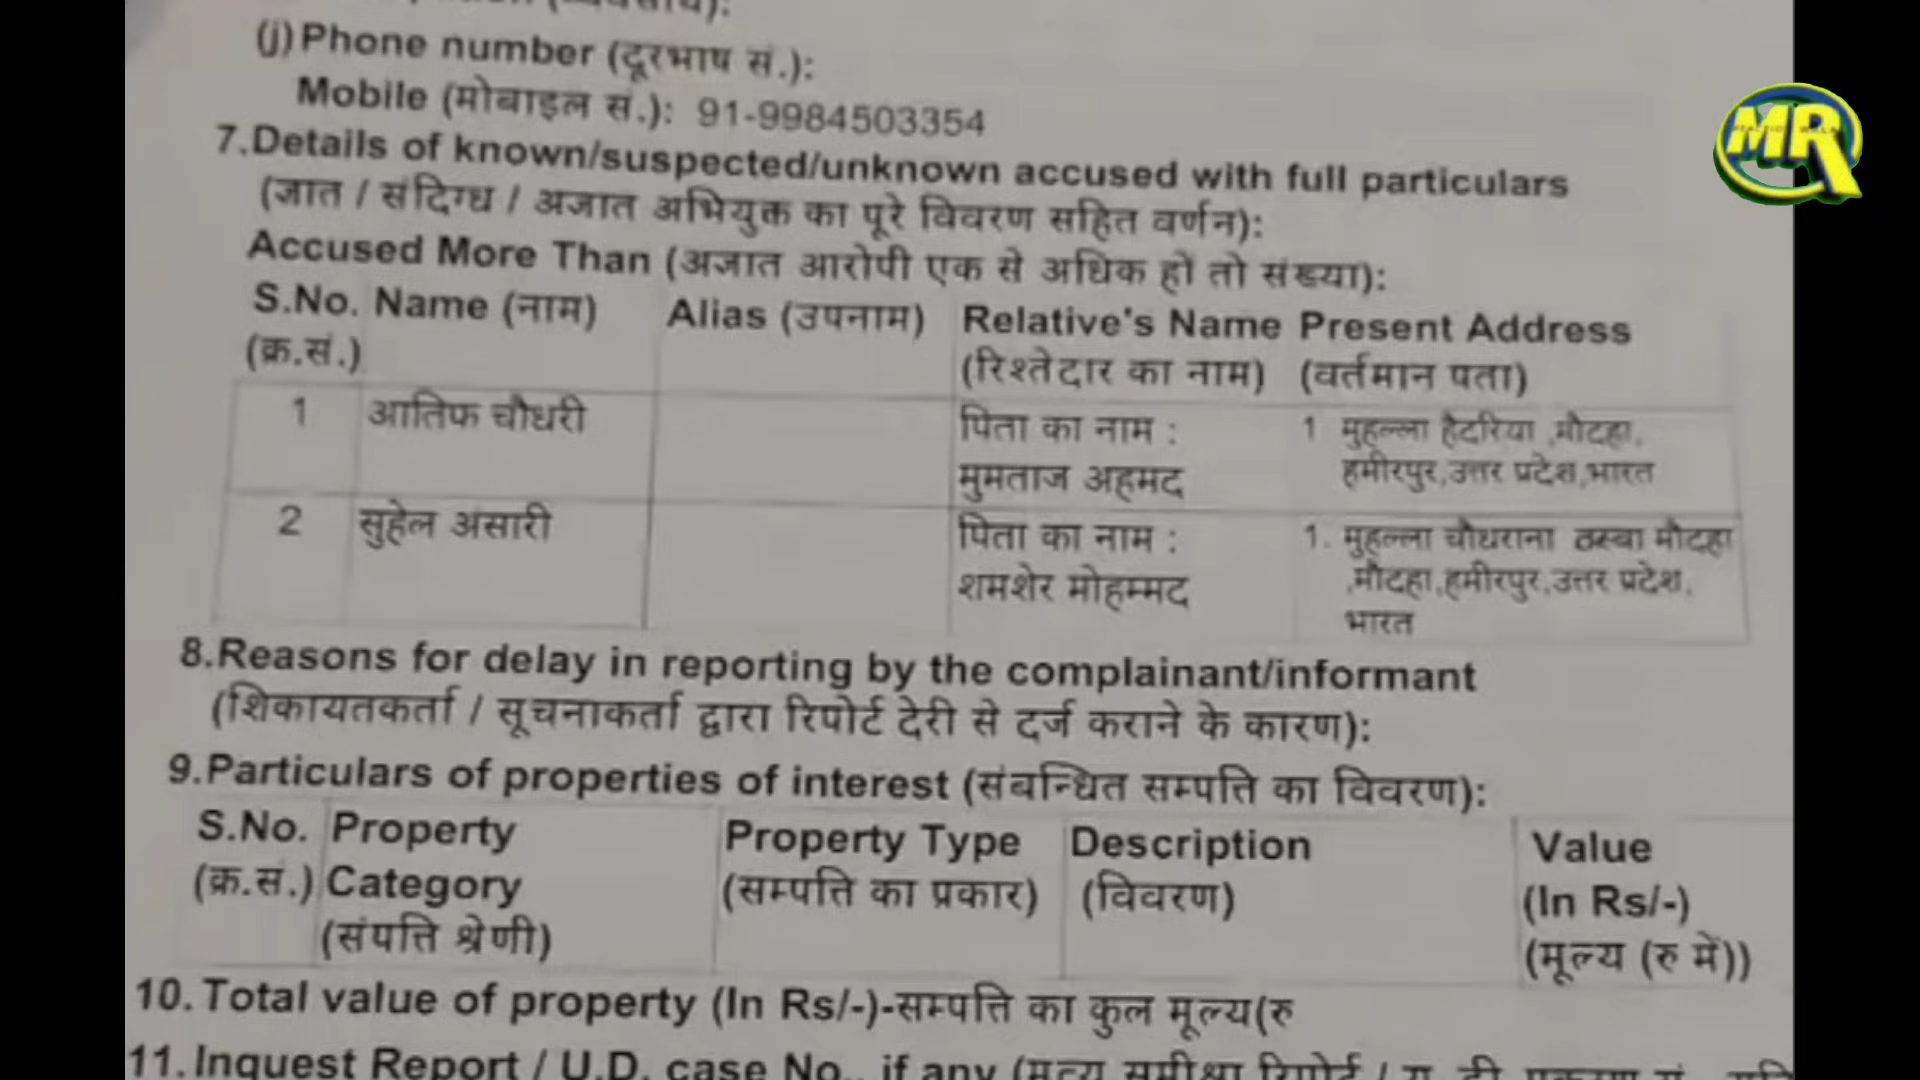 (j) Phone number (दूरभाष सं.):
Mobile (मोबाइल सं.): 91-9984503354
7.Details of known/suspected/unknown accused with full particulars
(ज्ञात / संदिग्ध / अज्ञात अभियुक्त का पूरे विवरण सहित वर्णन):
Accused More Than (अज्ञात आरोपी एक से अधिक हों तो संख्या):
S.No. Name (नाम) Alias (उपनाम) Relative's Name Present Address
(क्र.सं.) (रिश्तेदार का नाम) (वर्तमान पता)
1 आतिफ चौधरी पिता का नाम : 1 मुहल्ला हैदरिया ,मौदहा,
मुमताज अहमद हमीरपुर,उत्तर प्रदेश,भारत
2 सुहेल अंसारी पिता का नाम : 1. मुहल्ला चौधराना कस्बा मौदहा
शमशेर मोहम्मद ,मौदहा,हमीरपुर,उत्तर प्रदेश,
भारत
8.Reasons for delay in reporting by the complainant/informant
(शिकायतकर्ता / सूचनाकर्ता द्वारा रिपोर्ट देरी से दर्ज कराने के कारण):
9.Particulars of properties of interest (संबन्धित सम्पत्ति का विवरण):
S.No. Property Property Type Description Value
(क्र.सं.) Category (सम्पत्ति का प्रकार) (विवरण) (In Rs/-)
(संपत्ति श्रेणी) (मूल्य (रु में))
10. Total value of property (In Rs/-)-सम्पत्ति का कुल मूल्य(रु
11. Inquest Report / U.D. case No., if any
MR